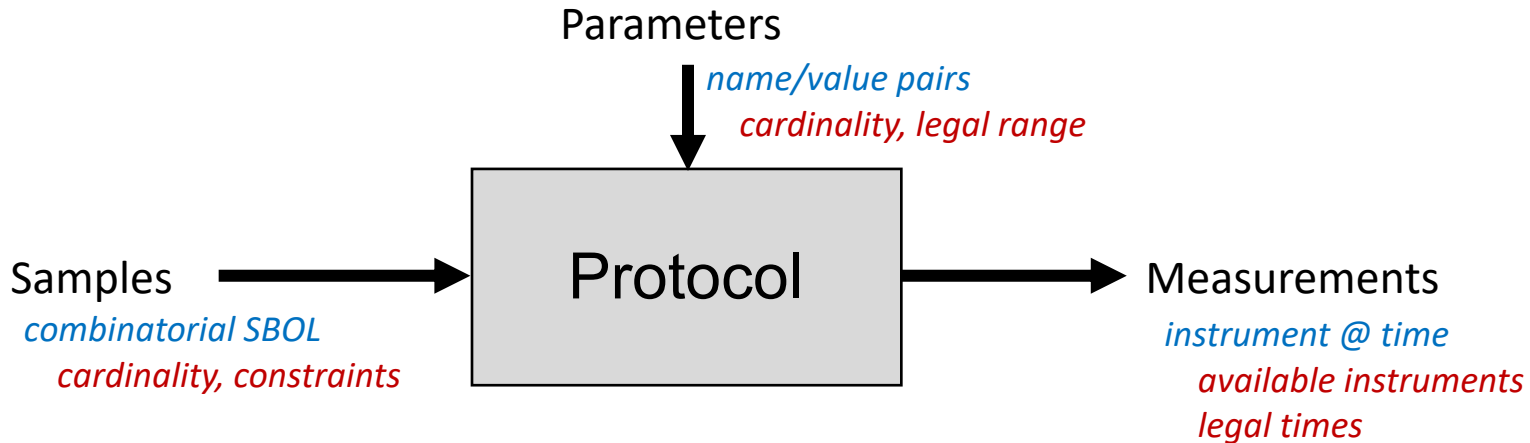 Parameters
name/value pairs
cardinality, legal range
Protocol
Samples
combinatorial SBOL
cardinality, constraints
Measurements
instrument @ time
available instruments
legal times